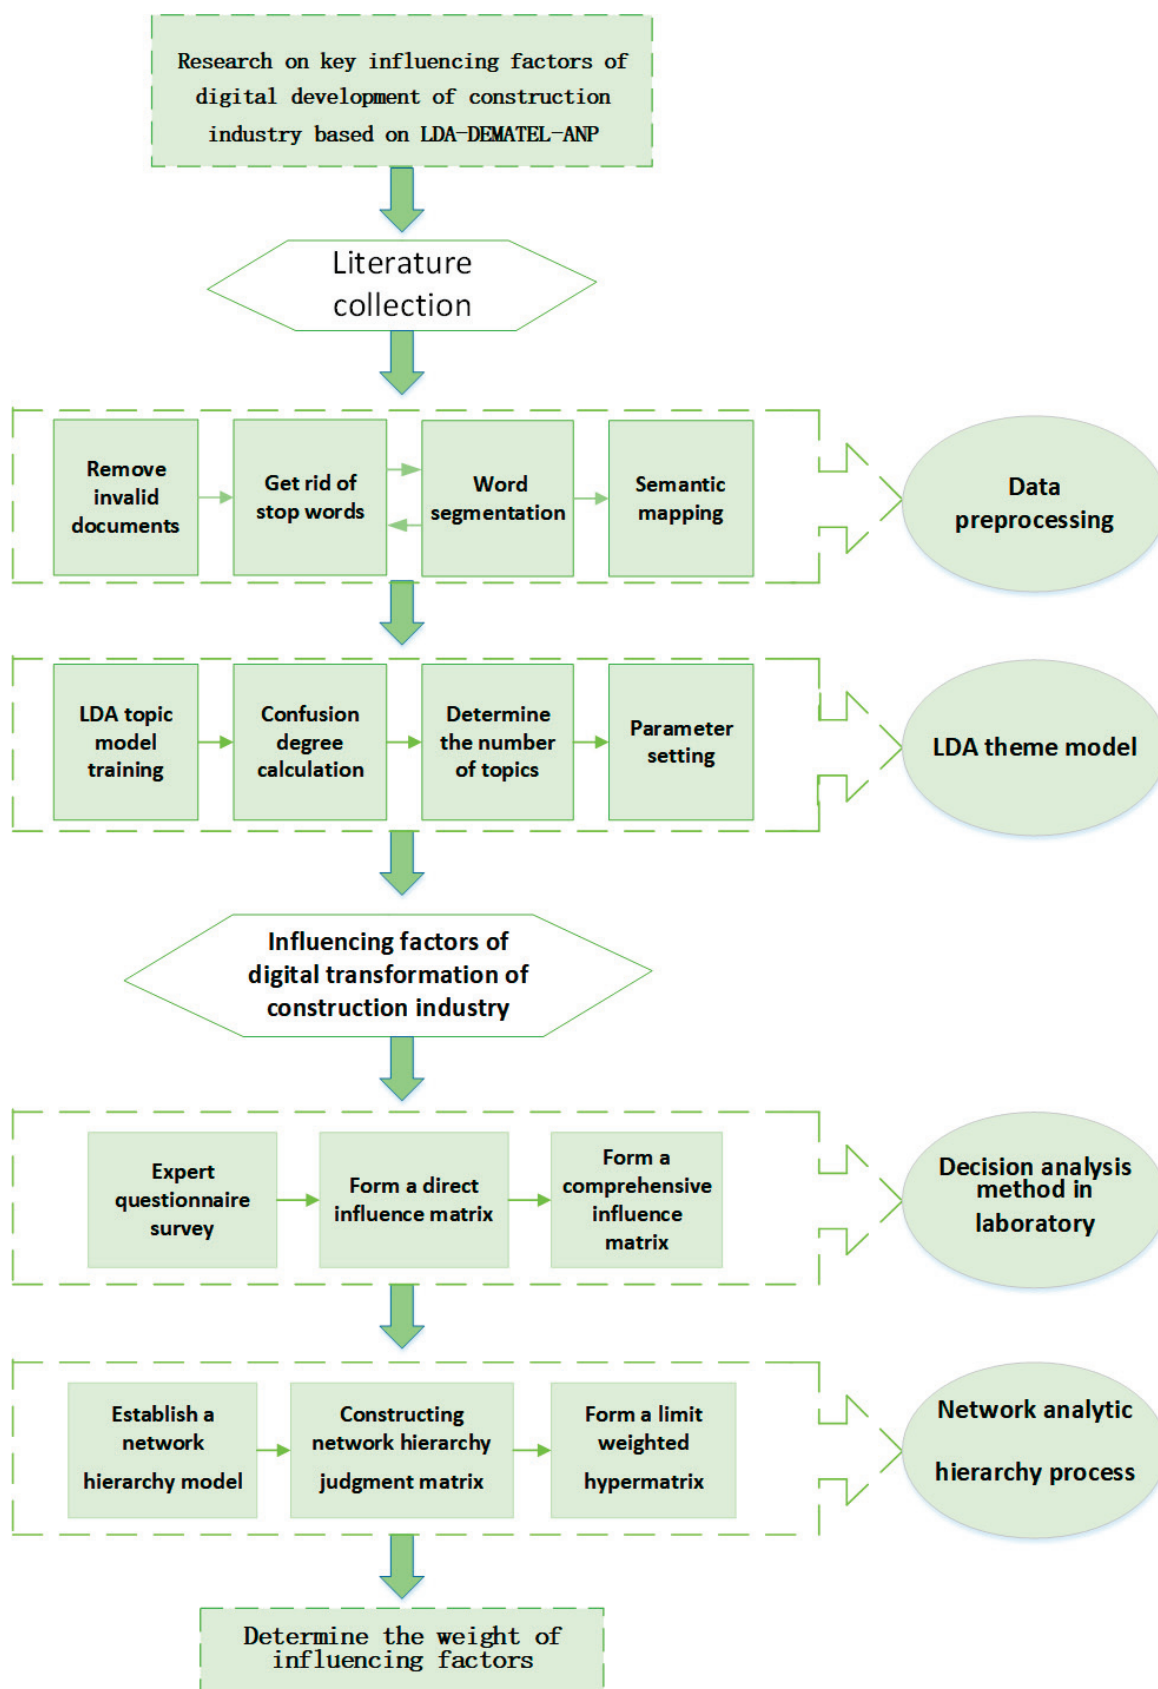 Research on key influencing factors of
digital development of construction
industry based on LDA-DEMATEL-ANP
Literature
collection
Remove
invalid
documents
Get rid of
stop words
Word
segmentation
Semantic
mapping
Data
preprocessing
LDA topic
model
training
Confusion
degree
calculation
Determine
the number
of topics
Parameter
setting
LDA theme model
Influencing factors of
digital transformation of
construction industry
Expert
questionnaire
survey
Form a direct
influence matrix
Form a
comprehensive
influence
matrix
Decision analysis
method in
laboratory
Establish a
network
hierarchy model
Constructing
network hierarchy
judgment matrix
Form a limit
weighted
hypermatrix
Network analytic
hierarchy process
Determine the weight of
influencing factors